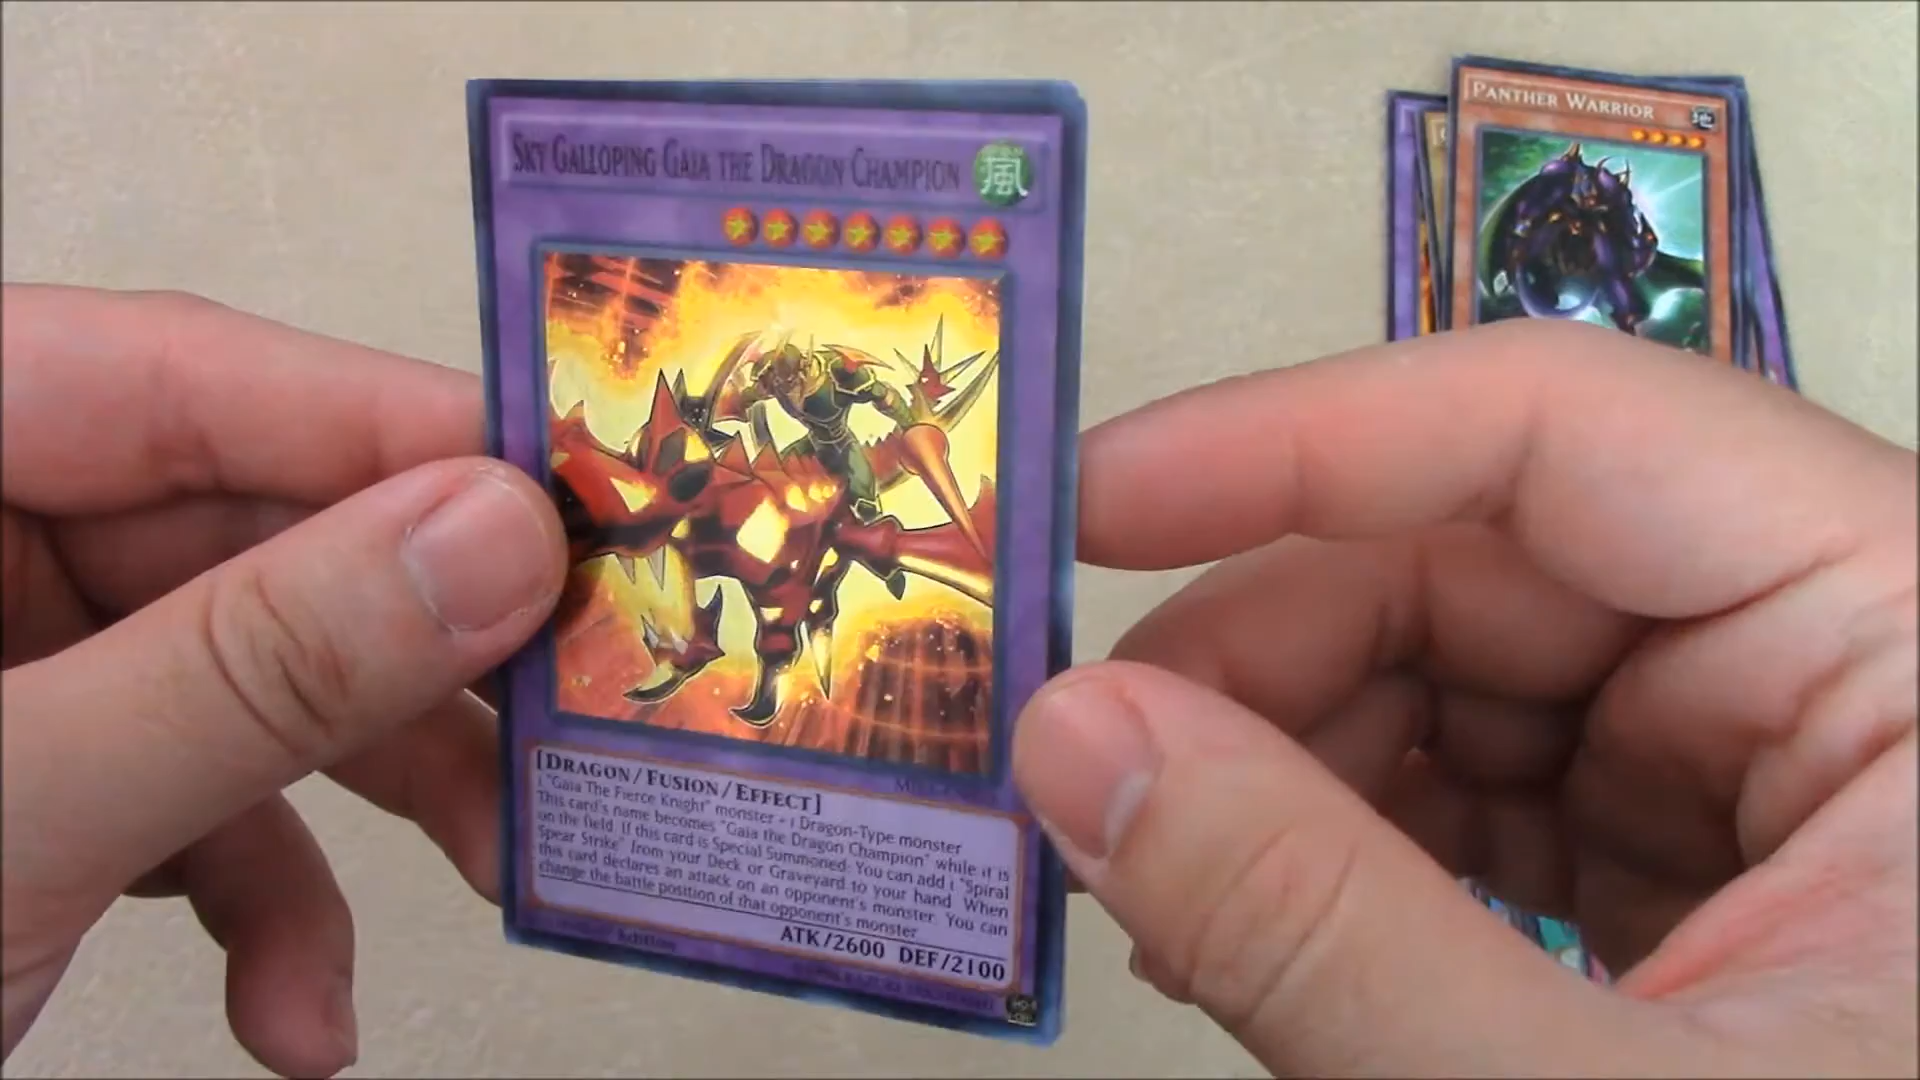 Sky Galloping Gaia the Dragon Champion
風
[Dragon/Fusion/Effect]
1 "Gaia The Fierce Knight" monster + 1 Dragon-Type monster
This card's name becomes "Gaia the Dragon Champion" while it is
on the field. If this card is Special Summoned: You can add 1 "Spiral
Spear Strike" from your Deck or Graveyard to your hand. When
this card declares an attack on an opponent's monster: You can
change the battle position of that opponent's monster.
ATK/2600 DEF/2100
Edition
Panther Warrior